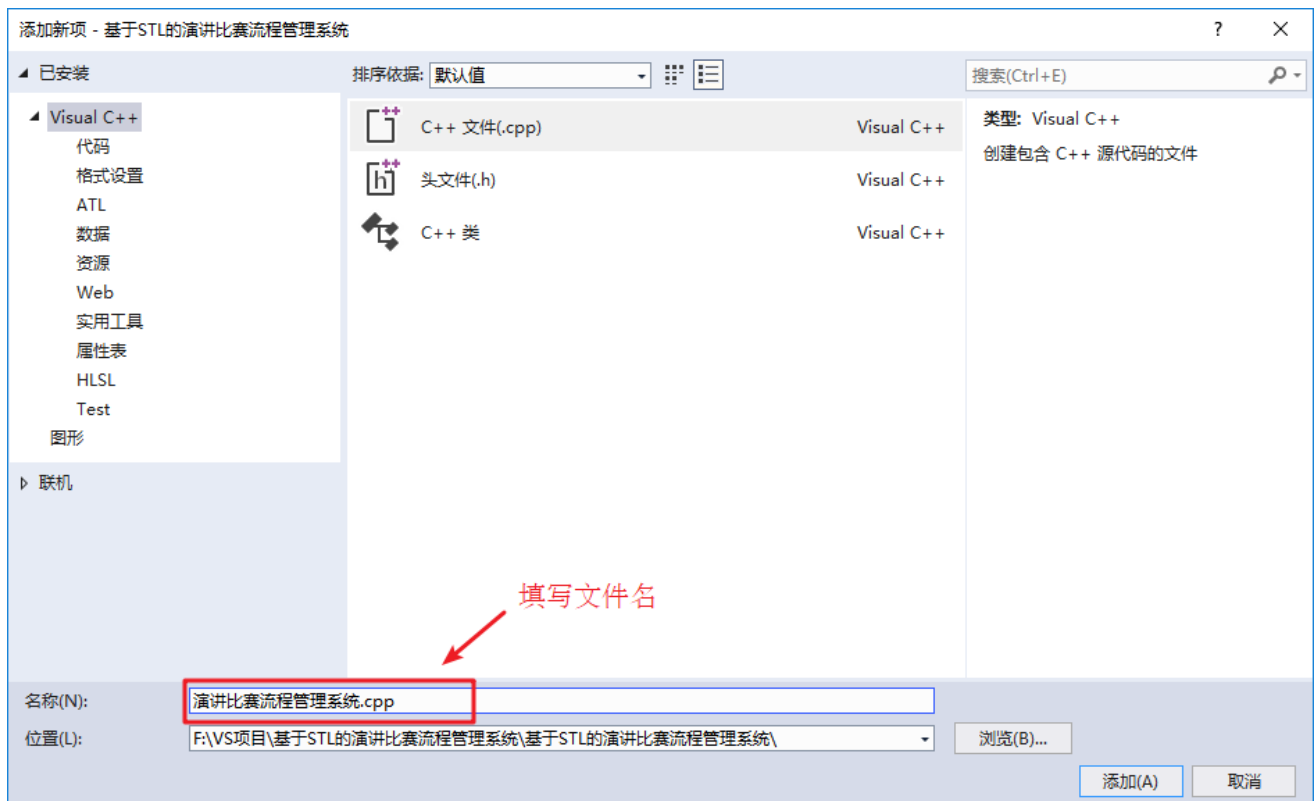 添加新项 - 基于STL的演讲比赛流程管理系统
?
已安装
排序依据: 默认值
搜索(Ctrl+E)
Visual C++
代码
格式设置
ATL
数据
资源
Web
实用工具
属性表
HLSL
Test
图形
联机
C++ 文件(.cpp) Visual C++
头文件(.h) Visual C++
C++ 类 Visual C++
类型: Visual C++
创建包含 C++ 源代码的文件
填写文件名
名称(N): 演讲比赛流程管理系统.cpp
位置(L): F:\VS项目\基于STL的演讲比赛流程管理系统\基于STL的演讲比赛流程管理系统\
浏览(B)...
添加(A) 取消